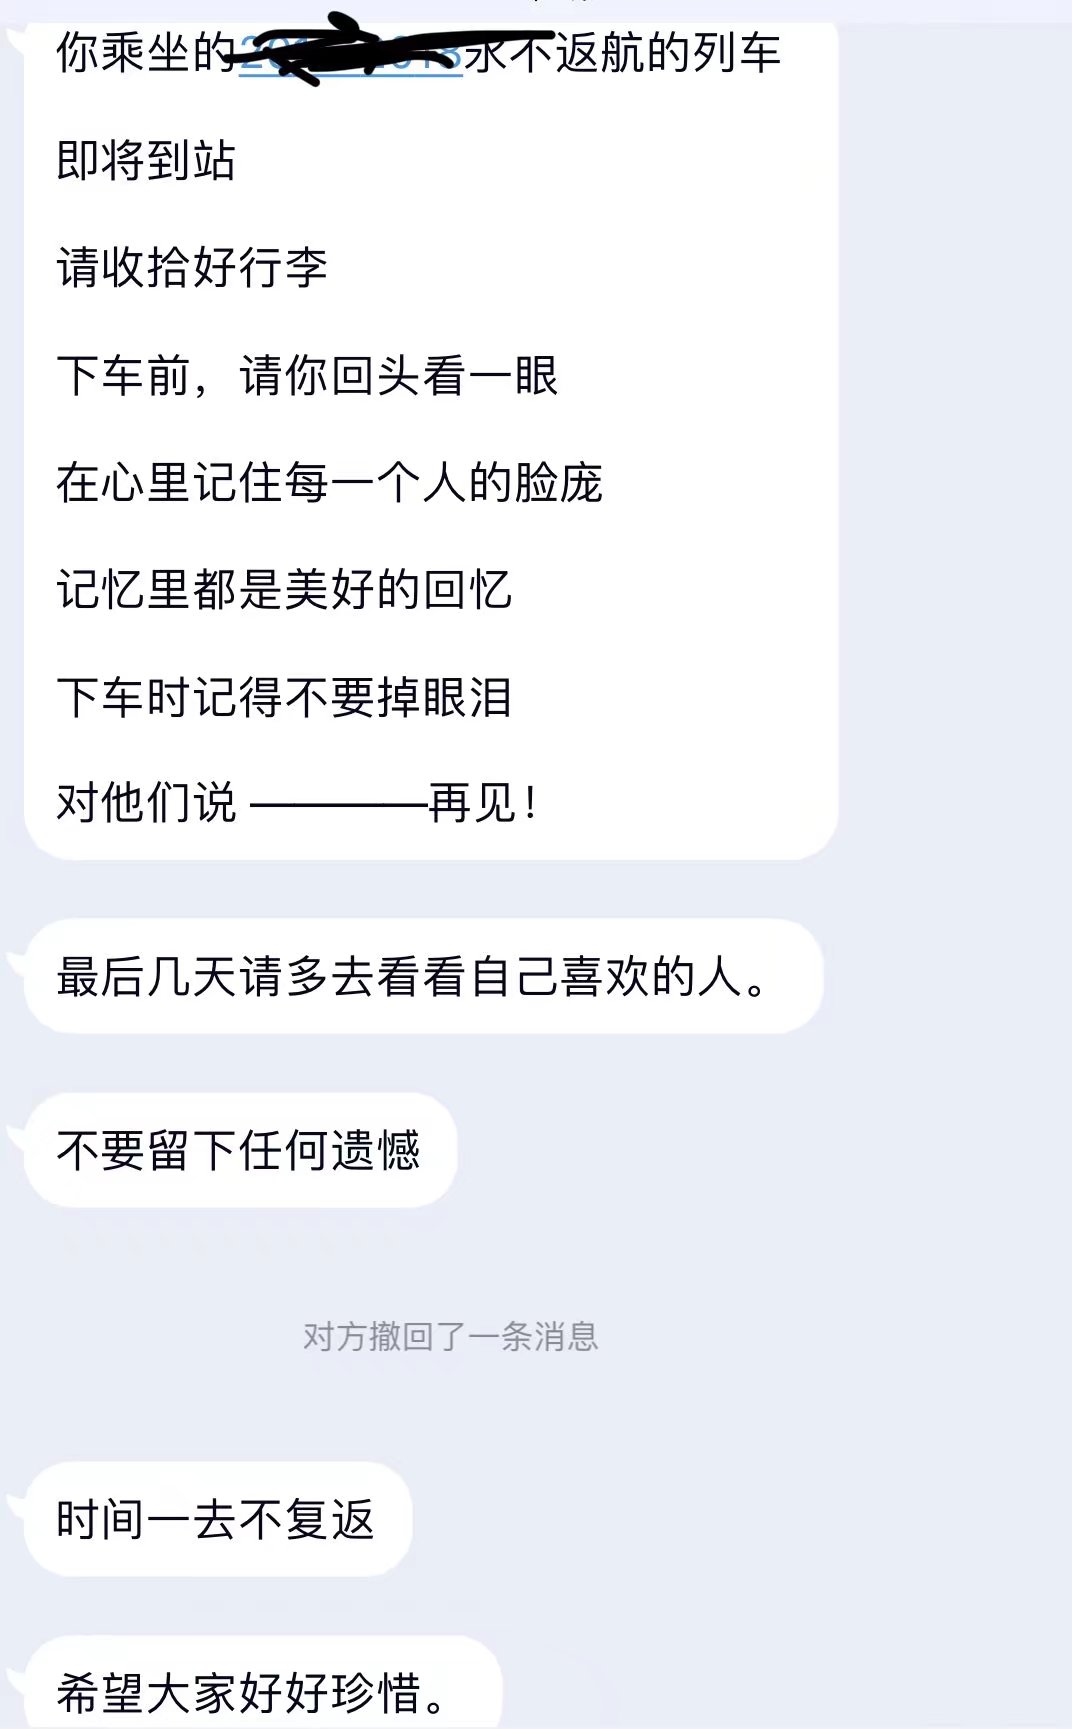 你乘坐的永不返航的列车
即将到站
请收拾好行李
下车前，请你回头看一眼
在心里记住每一个人的脸庞
记忆里都是美好的回忆
下车时记得不要掉眼泪
对他们说 ————再见！
最后几天请多去看看自己喜欢的人。
不要留下任何遗憾
对方撤回了一条消息
时间一去不复返
希望大家好好珍惜。